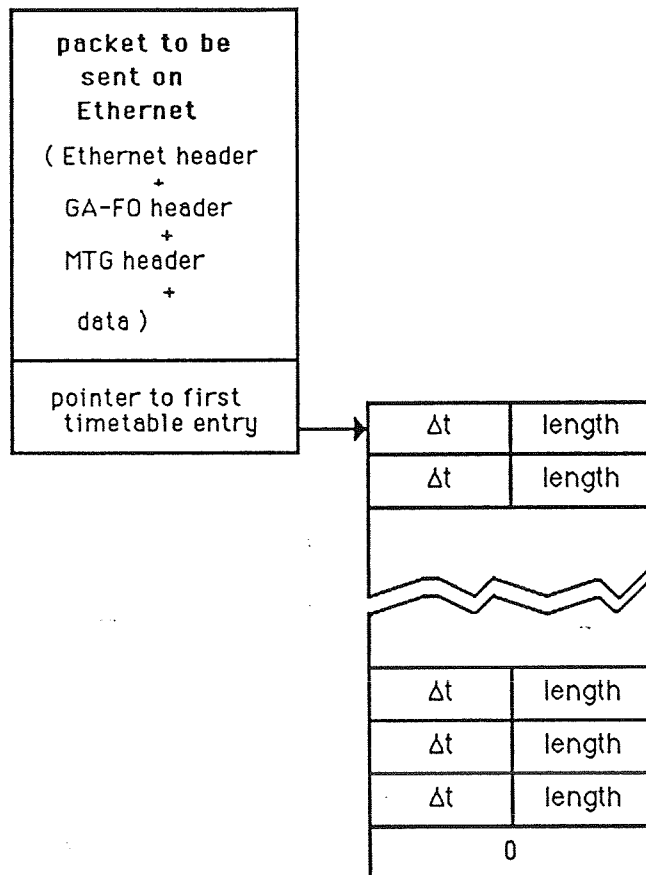 packet to be
sent on
Ethernet
( Ethernet header
+
GA-FO header
+
MTG header
+
data )
pointer to first
timetable entry
Δt length
Δt length
Δt length
Δt length
Δt length
0